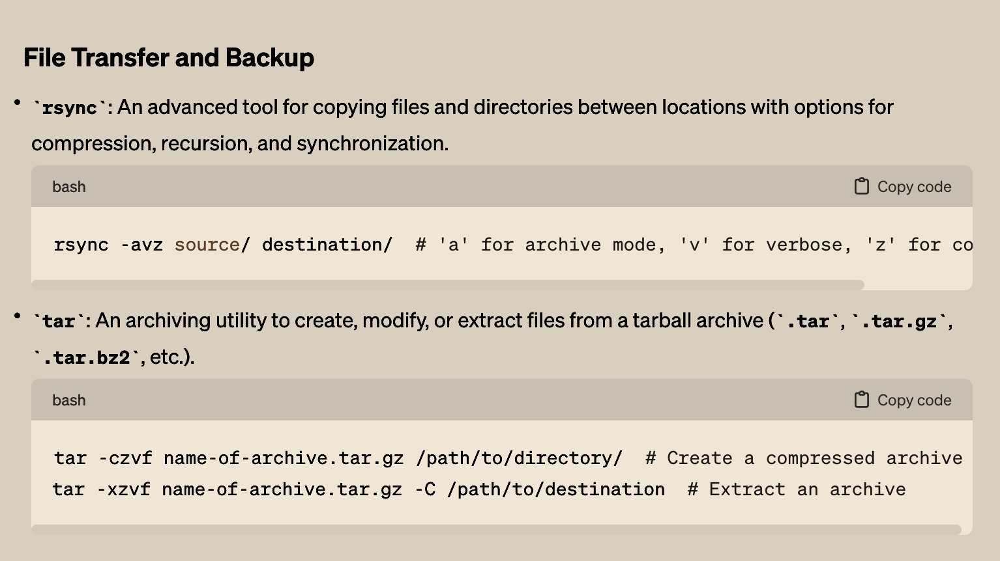 File Transfer and Backup
• `rsync`: An advanced tool for copying files and directories between locations with options for
compression, recursion, and synchronization.
bash Copy code
rsync -avz source/ destination/  # 'a' for archive mode, 'v' for verbose, 'z' for co
• `tar`: An archiving utility to create, modify, or extract files from a tarball archive (`.tar`, `.tar.gz`,
`.tar.bz2`, etc.).
bash Copy code
tar -czvf name-of-archive.tar.gz /path/to/directory/  # Create a compressed archive
tar -xzvf name-of-archive.tar.gz -C /path/to/destination  # Extract an archive